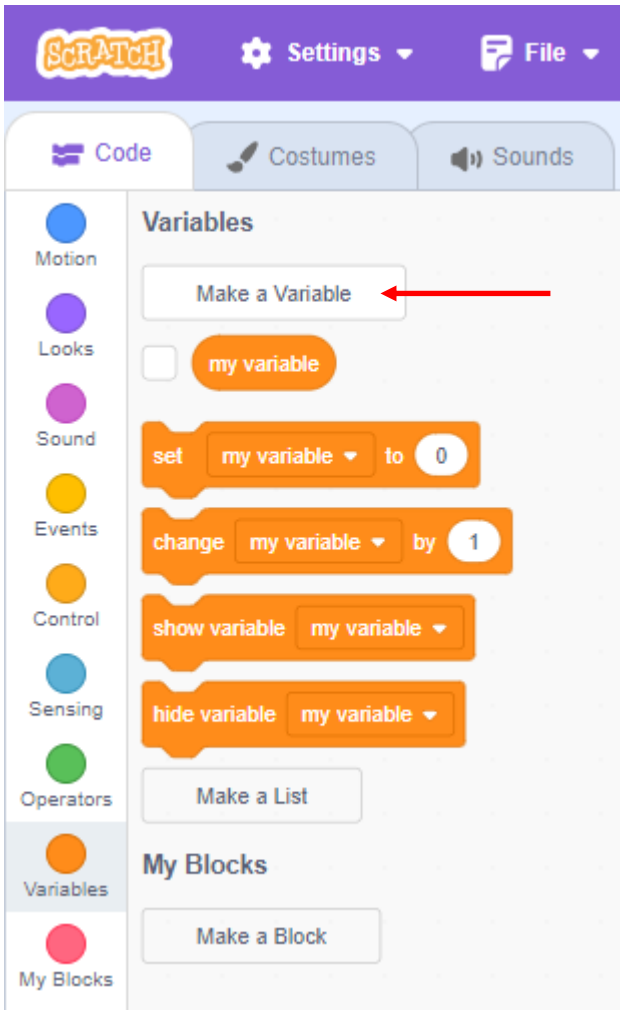 SCRATCH Settings File
Code Costumes Sounds
Motion
Looks
Sound
Events
Control
Sensing
Operators
Variables
My Blocks
Variables
Make a Variable
my variable
set my variable to 0
change my variable by 1
show variable my variable
hide variable my variable
Make a List
My Blocks
Make a Block